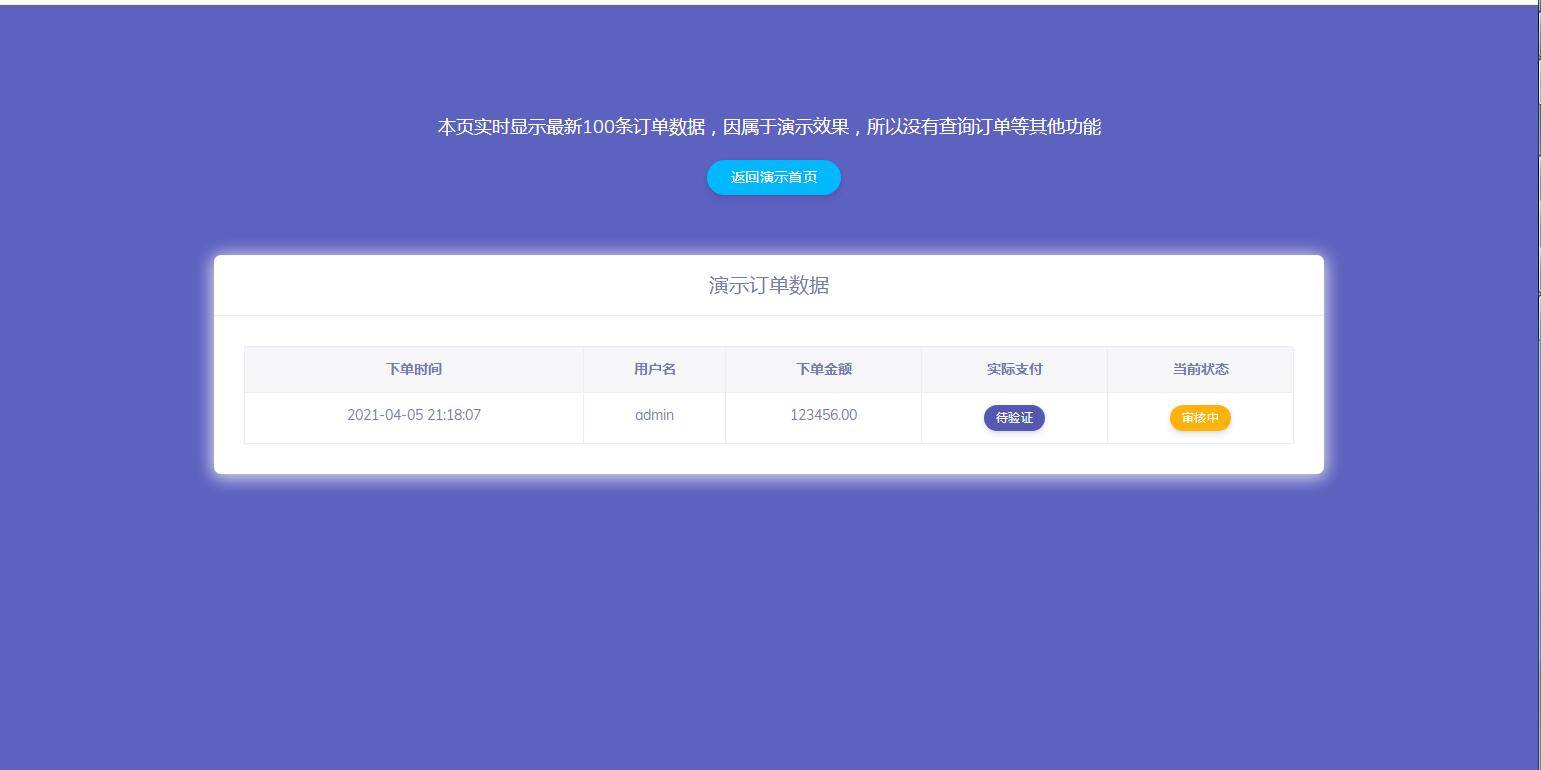 本页实时显示最新100条订单数据，因属于演示效果，所以没有查询订单等其他功能
返回演示首页
演示订单数据
下单时间 用户名 下单金额 实际支付 当前状态
2021-04-05 21:18:07 admin 123456.00 待验证 审核中